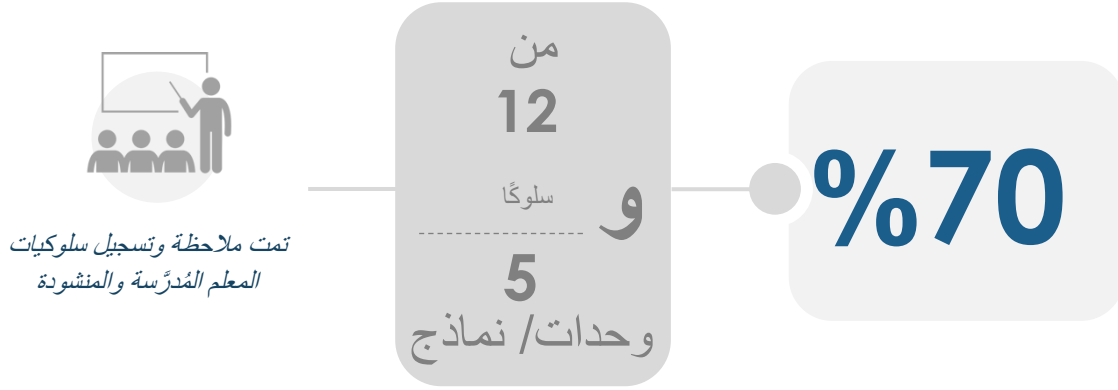 %70
و
من
12
سلوكًا
5
وحدات/ نماذج
تمت ملاحظة وتسجيل سلوكيات
المعلم المُدرَّسة والمنشودة